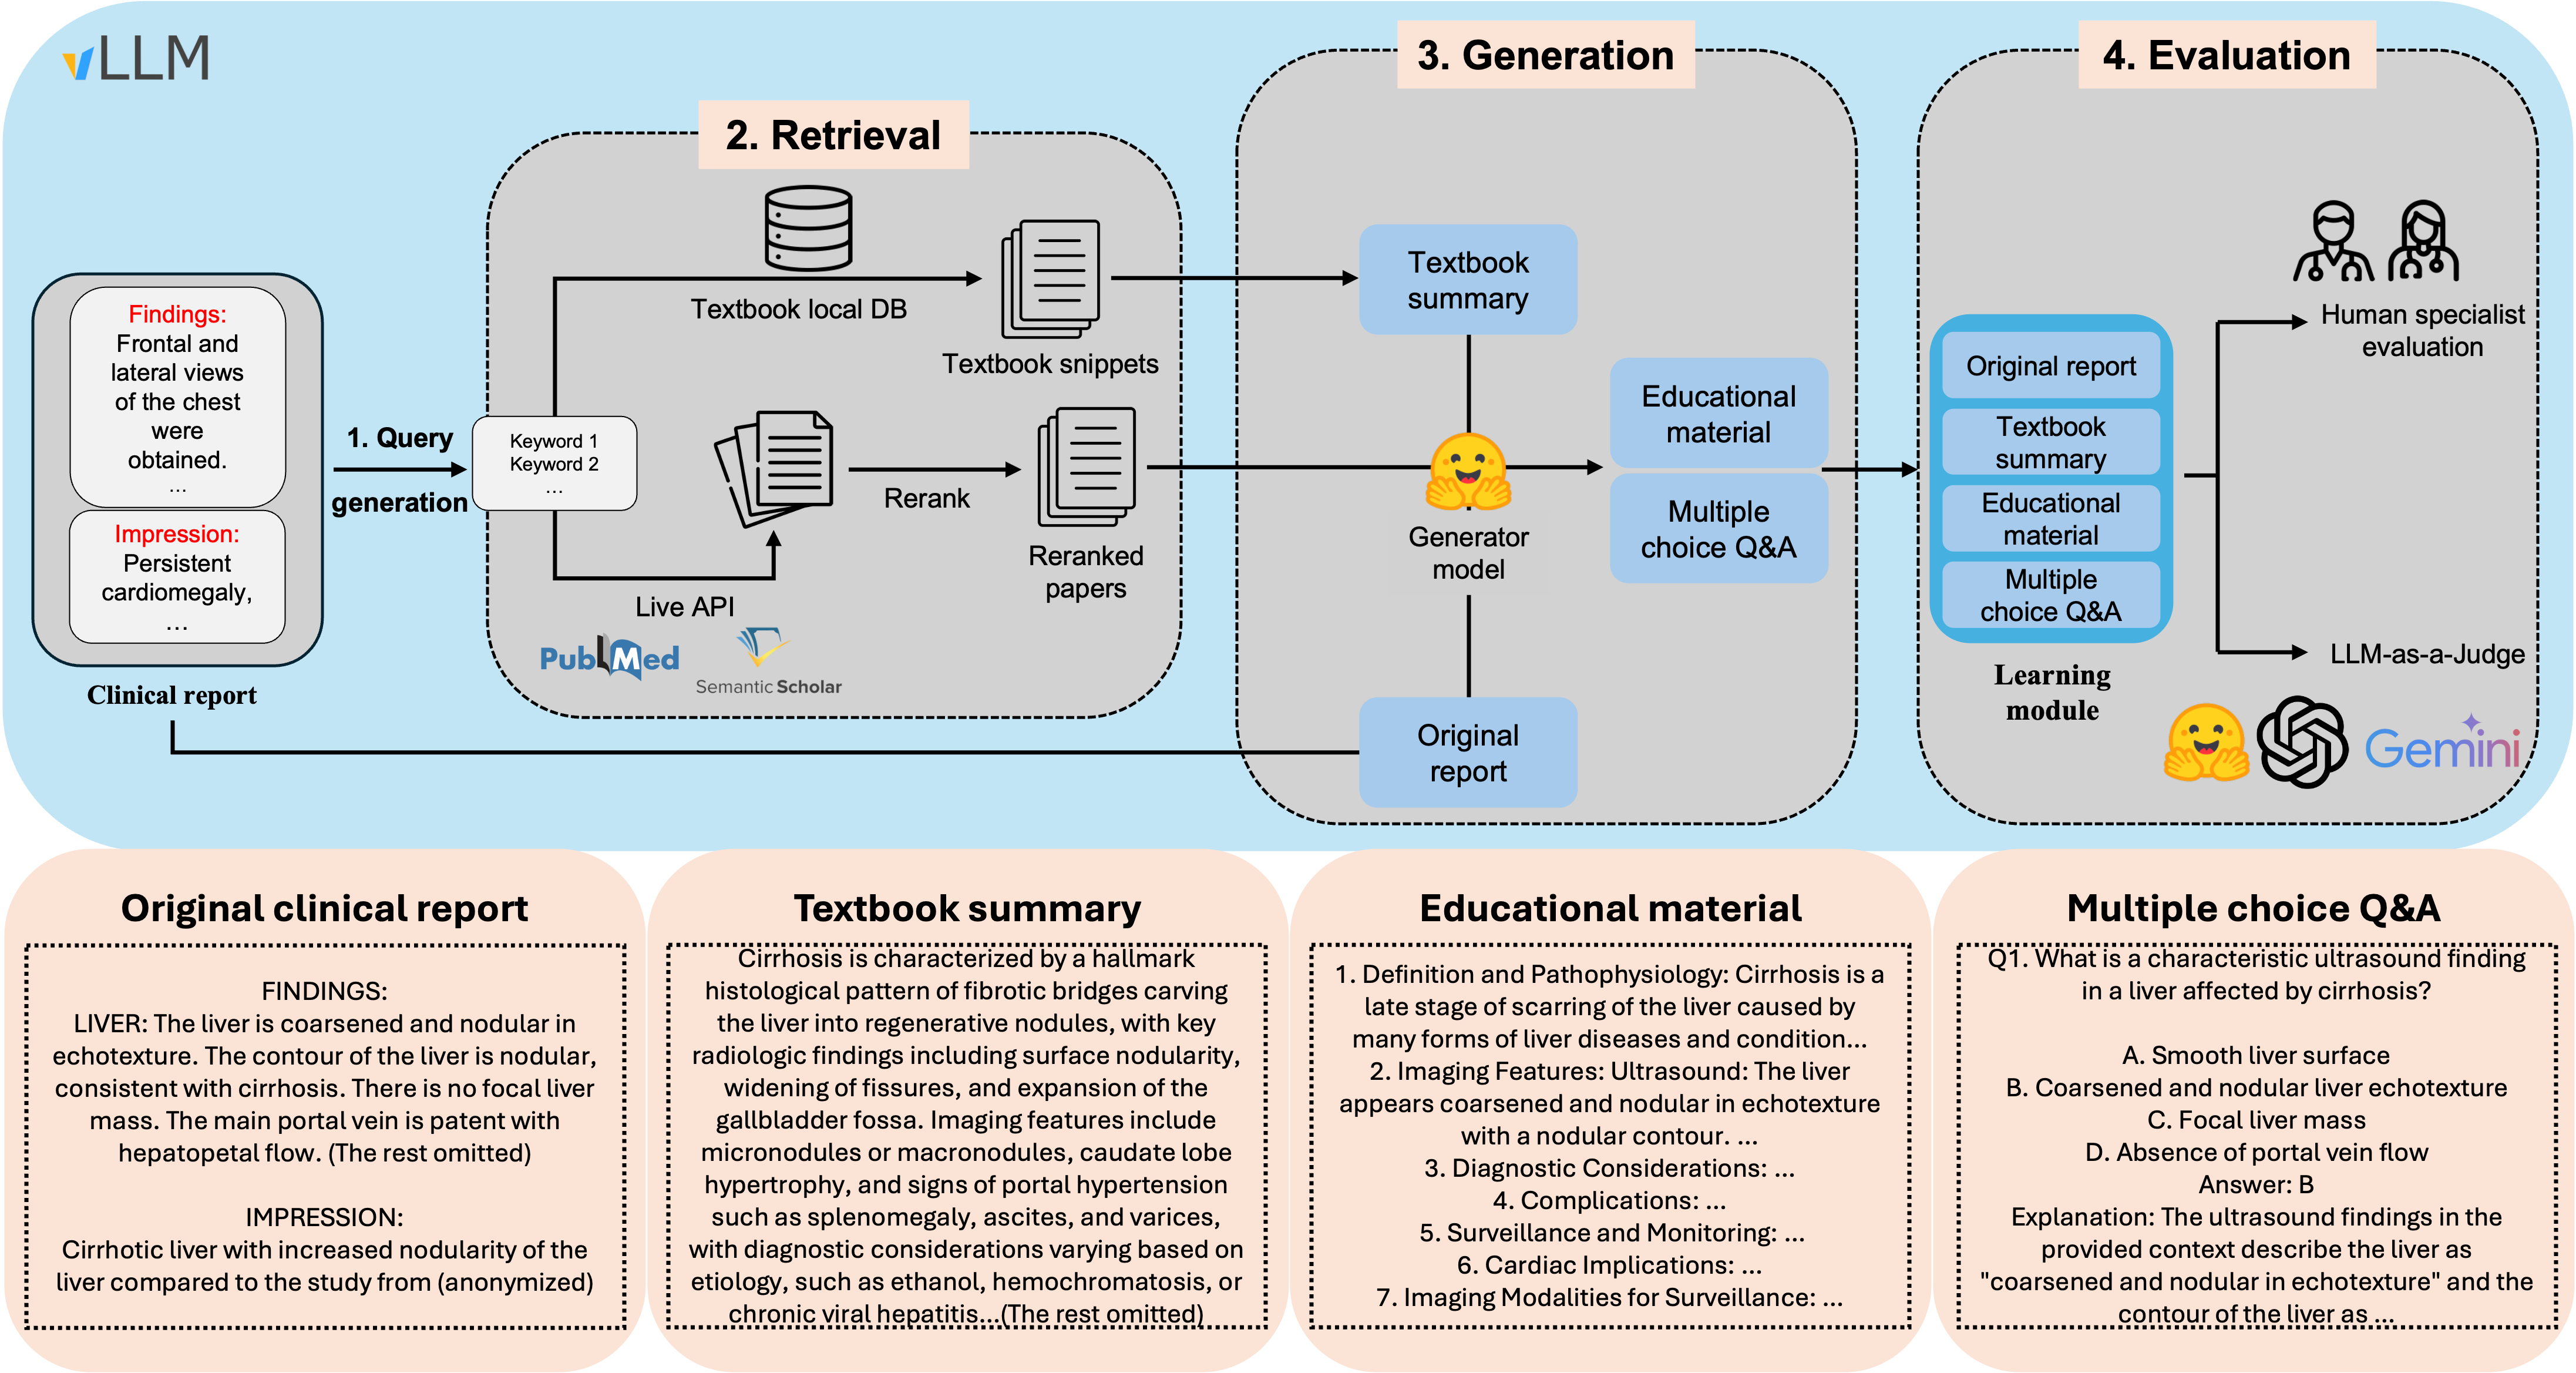 vLLM
Findings:
Frontal and
lateral views
of the chest
were
obtained.
...
Impression:
Persistent
cardiomegaly,
...
Clinical report
1. Query
generation
2. Retrieval
Keyword 1
Keyword 2
...
Textbook local DB
Textbook snippets
Rerank
Reranked
papers
Live API
PubMed
Semantic Scholar
3. Generation
Textbook
summary
Generator
model
Original
report
Educational
material
Multiple
choice Q&A
4. Evaluation
Original report
Textbook
summary
Educational
material
Multiple
choice Q&A
Learning
module
Human specialist
evaluation
LLM-as-a-Judge
Gemini
Original clinical report
FINDINGS:
LIVER: The liver is coarsened and nodular in
echotexture. The contour of the liver is nodular,
consistent with cirrhosis. There is no focal liver
mass. The main portal vein is patent with
hepatopetal flow. (The rest omitted)
IMPRESSION:
Cirrhotic liver with increased nodularity of the
liver compared to the study from (anonymized)
Textbook summary
Cirrhosis is characterized by a hallmark
histological pattern of fibrotic bridges carving
the liver into regenerative nodules, with key
radiologic findings including surface nodularity,
widening of fissures, and expansion of the
gallbladder fossa. Imaging features include
micronodules or macronodules, caudate lobe
hypertrophy, and signs of portal hypertension
such as splenomegaly, ascites, and varices,
with diagnostic considerations varying based on
etiology, such as ethanol, hemochromatosis, or
chronic viral hepatitis...(The rest omitted)
Educational material
1. Definition and Pathophysiology: Cirrhosis is a
late stage of scarring of the liver caused by
many forms of liver diseases and condition...
2. Imaging Features: Ultrasound: The liver
appears coarsened and nodular in echotexture
with a nodular contour. ...
3. Diagnostic Considerations: ...
4. Complications: ...
5. Surveillance and Monitoring: ...
6. Cardiac Implications: ...
7. Imaging Modalities for Surveillance: ...
Multiple choice Q&A
Q1. What is a characteristic ultrasound finding
in a liver affected by cirrhosis?
A. Smooth liver surface
B. Coarsened and nodular liver echotexture
C. Focal liver mass
D. Absence of portal vein flow
Answer: B
Explanation: The ultrasound findings in the
provided context describe the liver as
"coarsened and nodular in echotexture" and the
contour of the liver as ...